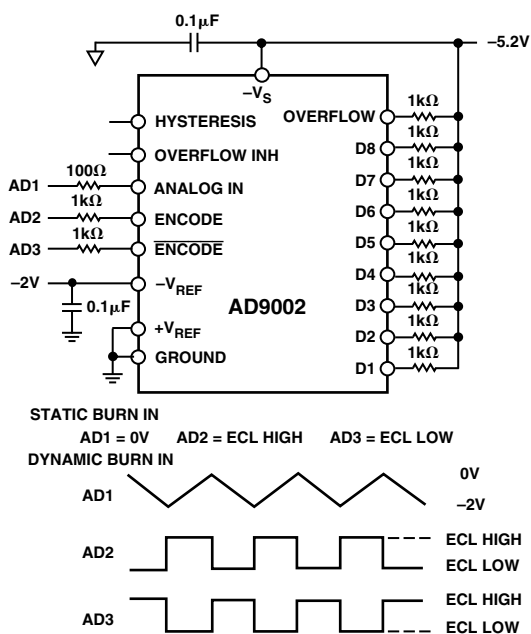 0.1µF
–5.2V
–VS
HYSTERESIS
OVERFLOW
1kΩ
OVERFLOW INH
D8
1kΩ
AD1
100Ω
ANALOG IN
D7
1kΩ
AD2
1kΩ
ENCODE
D6
1kΩ
AD3
1kΩ
ENCODE
D5
1kΩ
–2V
–VREF
D4
1kΩ
0.1µF
AD9002
D3
1kΩ
+VREF
D2
1kΩ
GROUND
D1
1kΩ
STATIC BURN IN
AD1 = 0V AD2 = ECL HIGH AD3 = ECL LOW
DYNAMIC BURN IN
AD1
0V
–2V
AD2
ECL HIGH
ECL LOW
AD3
ECL HIGH
ECL LOW